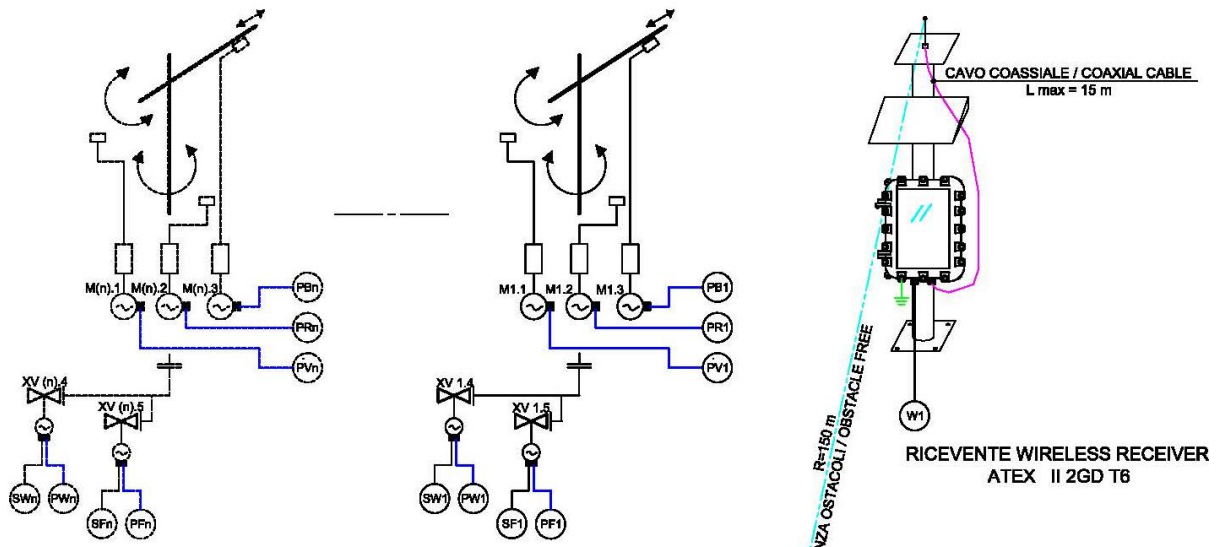 CAVO COASSIALE / COAXIAL CABLE
L max = 15 m
M(n).1
M(n).2
M(n).3
PBn
PRn
PVn
XV (n).4
XV (n).5
SWn
PWn
SFn
PFn
M1.1
M1.2
M1.3
PB1
PR1
PV1
XV 1.4
XV 1.5
SW1
PW1
SF1
PF1
R=150 m
NZA OSTACOLI / OBSTACLE FREE
W1
RICEVENTE WIRELESS RECEIVER
ATEX II 2GD T6